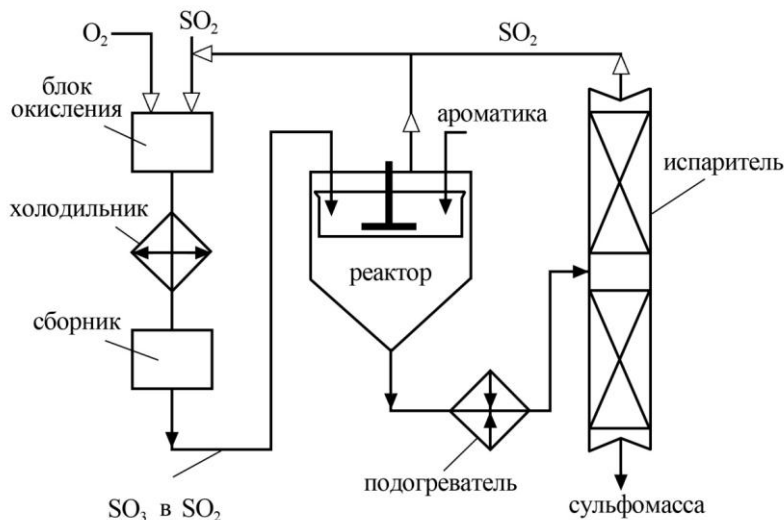 O₂
SO₂
SO₂
блок
окисления
ароматика
испаритель
холодильник
реактор
сборник
подогреватель
SO₃ в SO₂
сульфомасса